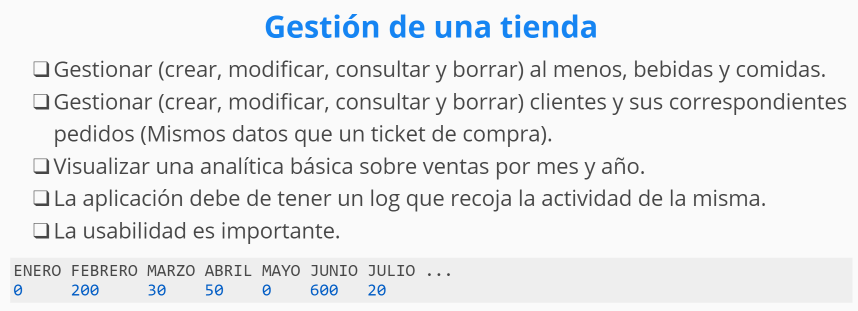 Gestión de una tienda
❑ Gestionar (crear, modificar, consultar y borrar) al menos, bebidas y comidas.
❑ Gestionar (crear, modificar, consultar y borrar) clientes y sus correspondientes
pedidos (Mismos datos que un ticket de compra).
❑ Visualizar una analítica básica sobre ventas por mes y año.
❑ La aplicación debe de tener un log que recoja la actividad de la misma.
❑ La usabilidad es importante.
ENERO FEBRERO MARZO ABRIL MAYO JUNIO JULIO ...
0     200     30    50    0    600   20